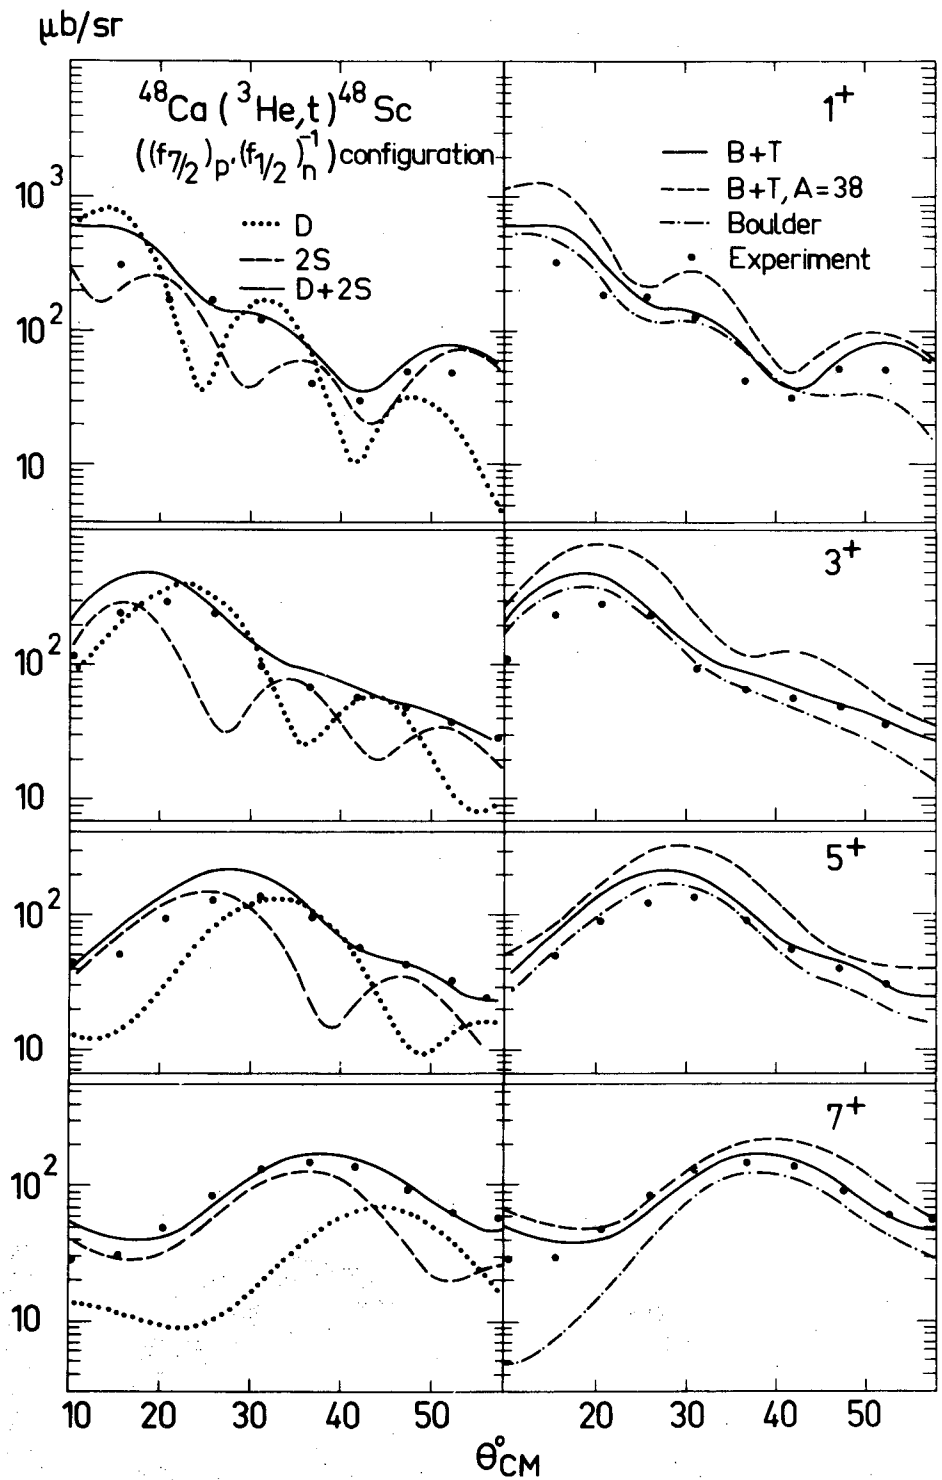 μb/sr
⁴⁸Ca(³He,t)⁴⁸Sc
((f7/2)p,(f1/2)n⁻¹)configuration
D
2S
D+2S
1⁺
B+T
B+T, A=38
Boulder
Experiment
10³
10²
10
3⁺
10²
10
5⁺
10²
10
7⁺
10²
10
10 20 30 40 50 20 30 40 50
θ°CM